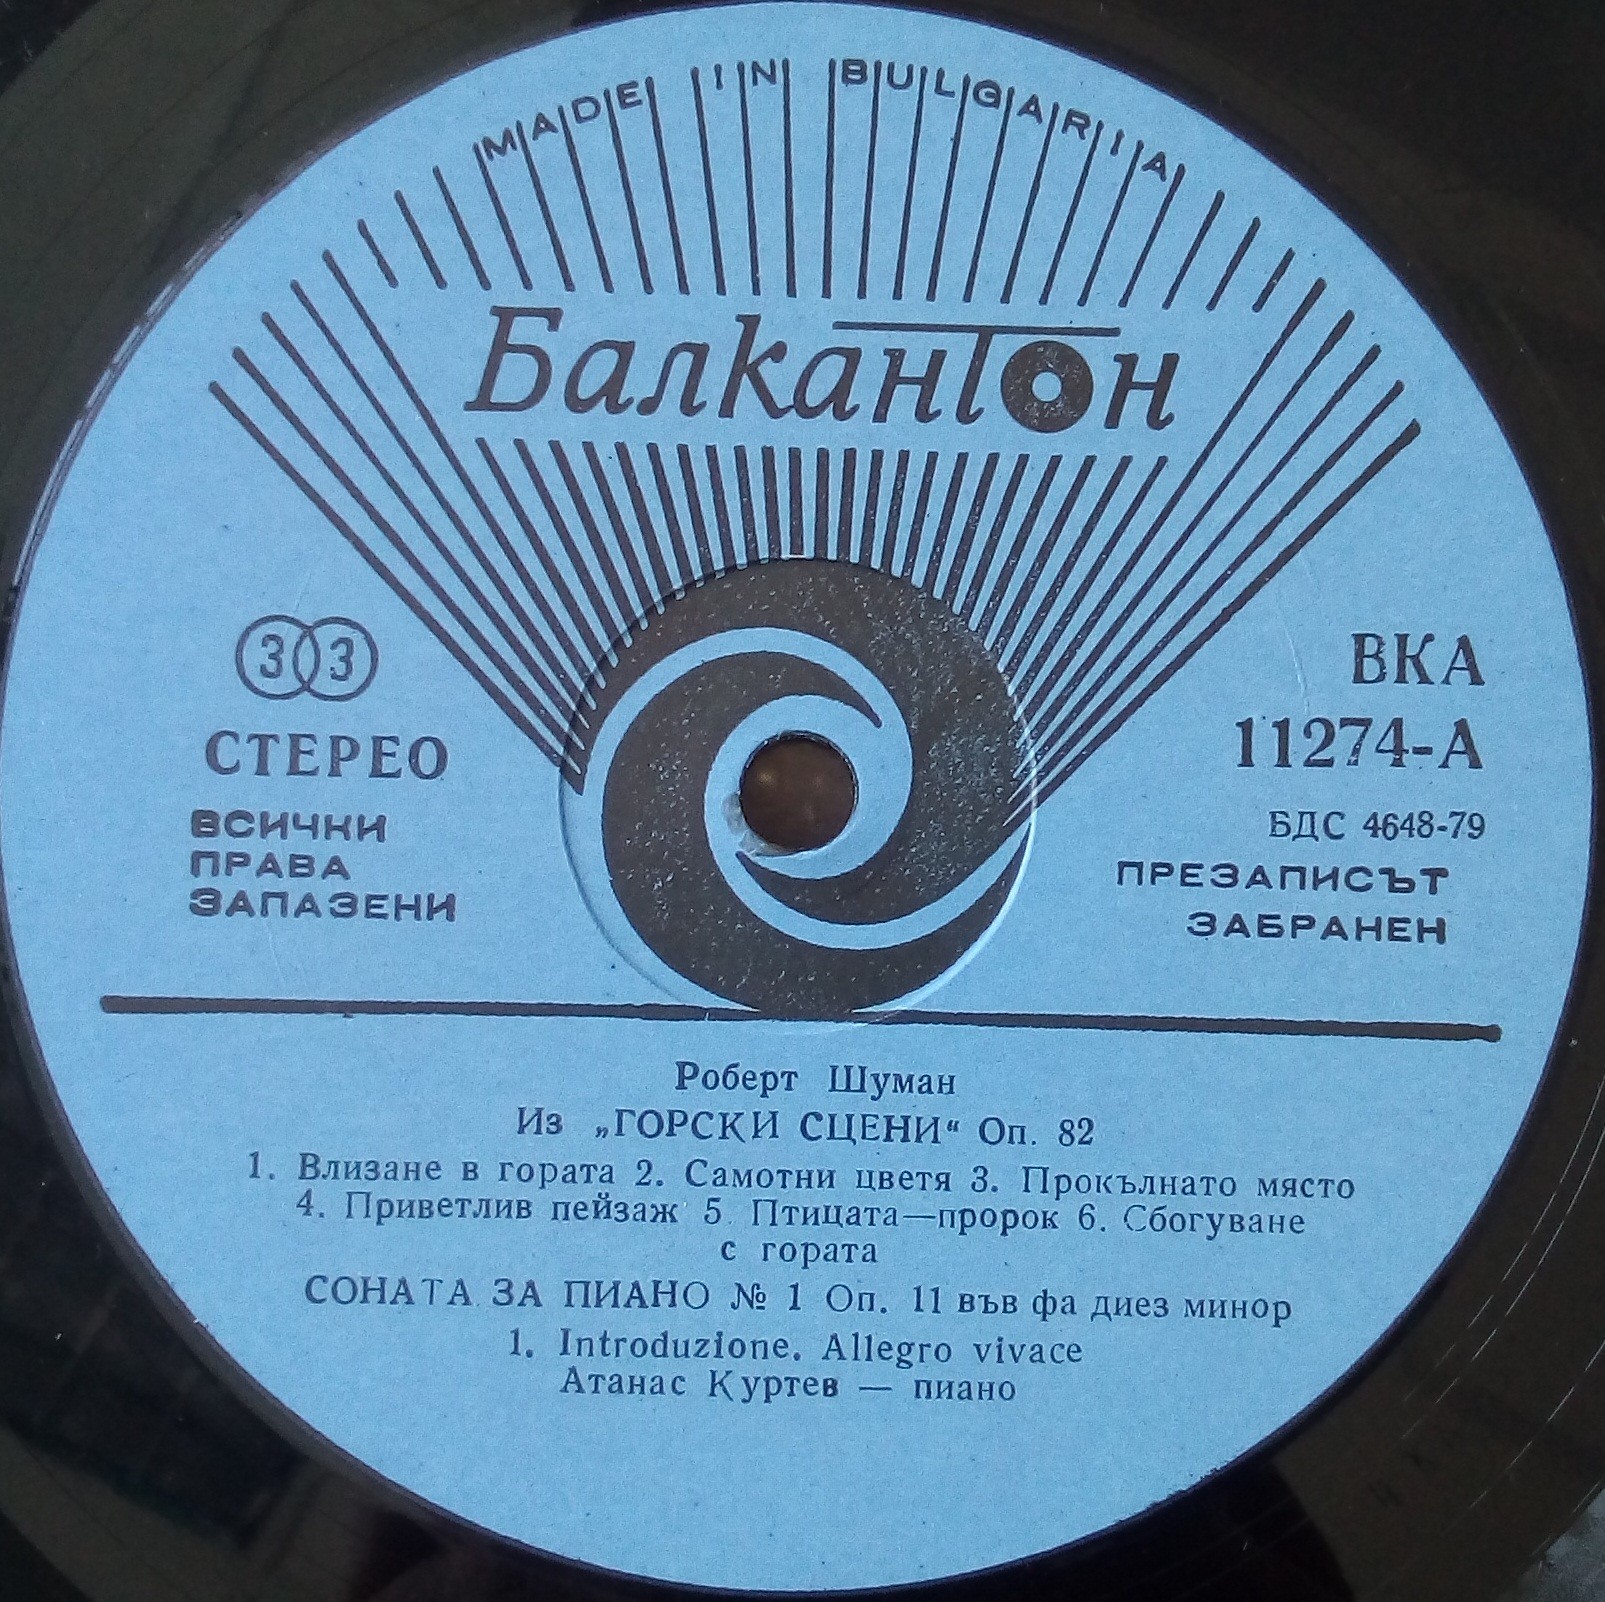 MADE IN BULGARIA
Балкантон
33
СТЕРЕО
ВСИЧКИ
ПРАВА
ЗАПАЗЕНИ
ВКА
11274-А
БДС 4648-79
ПРЕЗАПИСЪТ
ЗАБРАНЕН
Роберт Шуман
Из „ГОРСКИ СЦЕНИ“ Оп. 82
1. Влизане в гората 2. Самотни цветя 3. Прокълнато място
4. Приветлив пейзаж 5. Птицата—пророк 6. Сбогуване
с гората
СОНАТА ЗА ПИАНО № 1 Оп. 11 във фа диез минор
1. Introduzione. Allegro vivace
Атанас Куртев — пиано